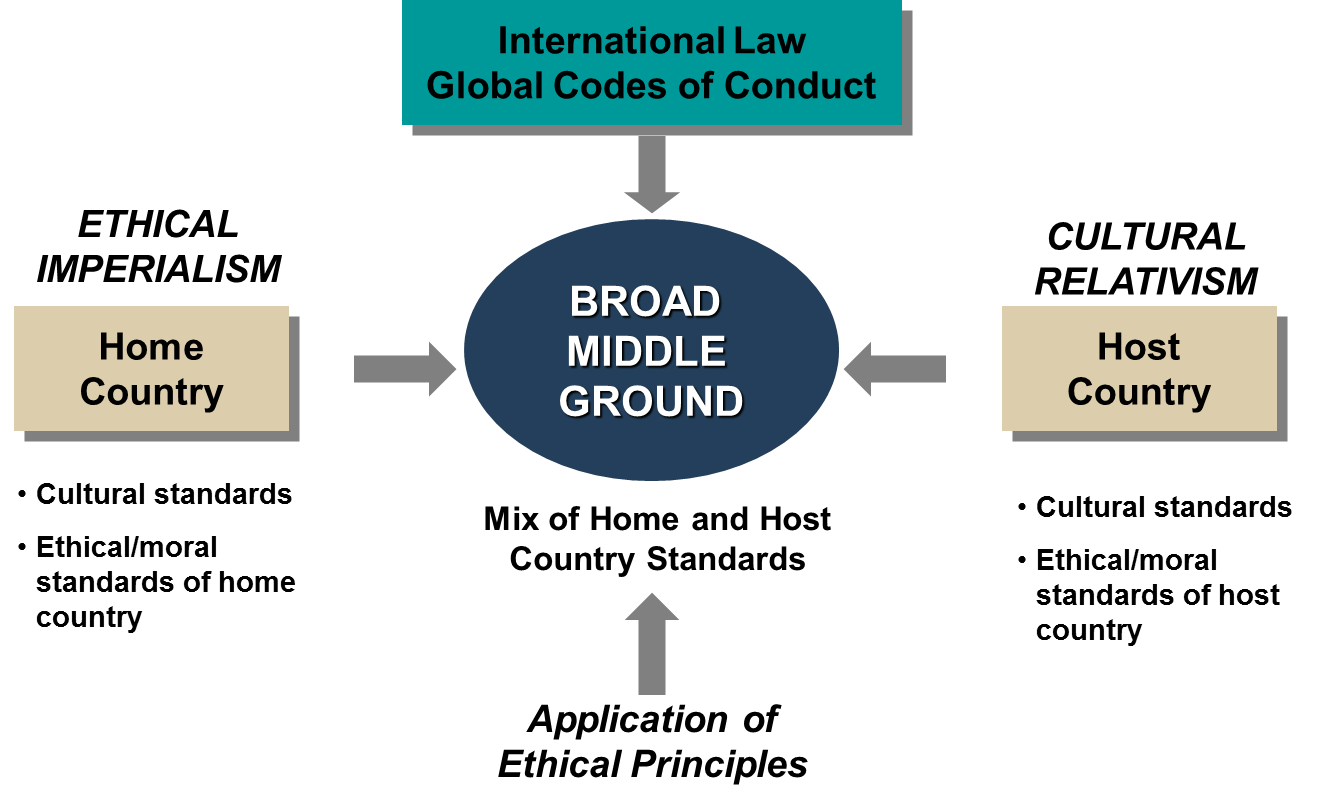 International Law
Global Codes of Conduct
ETHICAL
IMPERIALISM
Home
Country
• Cultural standards
• Ethical/moral
standards of home
country
BROAD
MIDDLE
GROUND
Mix of Home and Host
Country Standards
Application of
Ethical Principles
CULTURAL
RELATIVISM
Host
Country
• Cultural standards
• Ethical/moral
standards of host
country